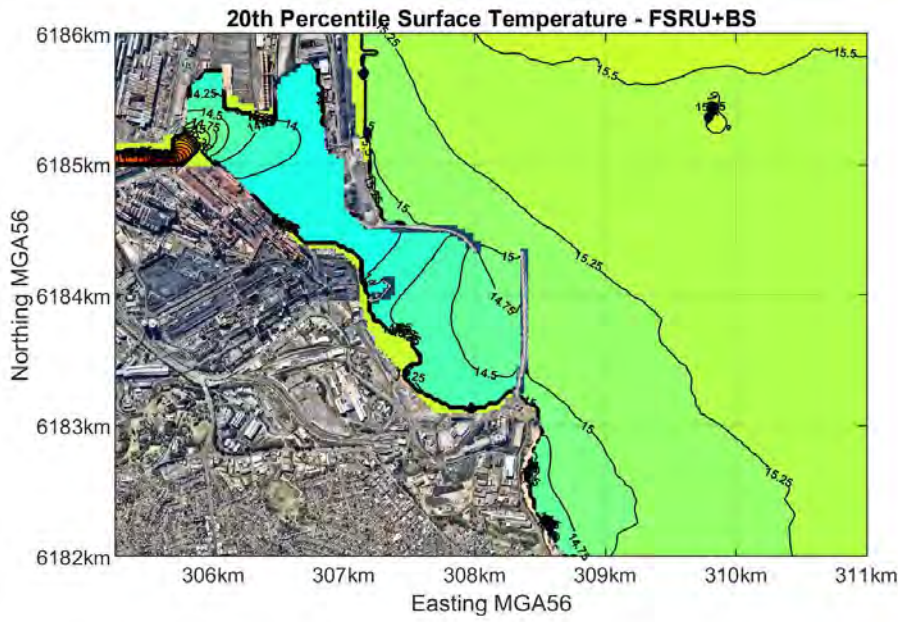 20th Percentile Surface Temperature - FSRU+BS
6186km
6185km
6184km
6183km
6182km
Northing MGA56
306km
307km
308km
309km
310km
311km
Easting MGA56
15.25
15.5
15.5
14.25
14.5
14.75
14
14
15
15
15.25
14.75
14.5
15
15.25
14.75